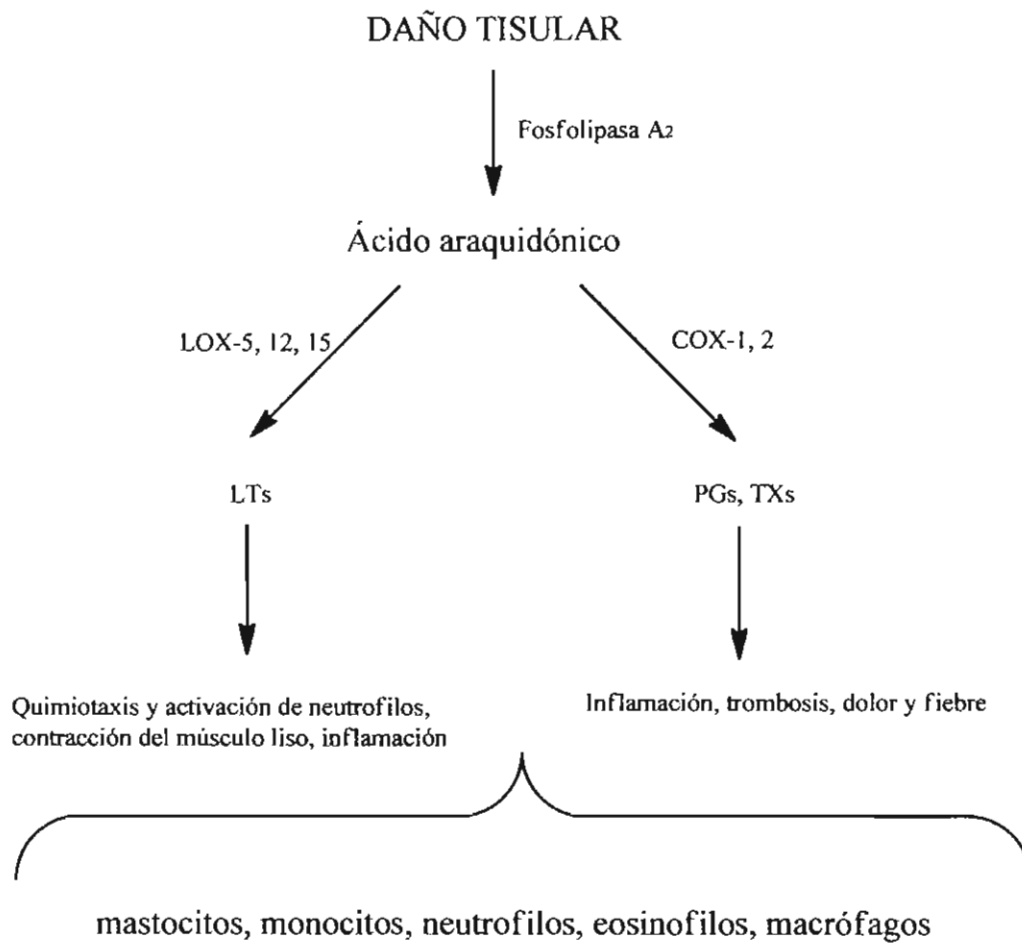 DAÑO TISULAR
Fosfolipasa A2
Ácido araquidónico
LOX-5, 12, 15
COX-1, 2
LTs
PGs, TXs
Quimiotaxis y activación de neutrofilos,
contracción del músculo liso, inflamación
Inflamación, trombosis, dolor y fiebre
mastocitos, monocitos, neutrofilos, eosinofilos, macrófagos